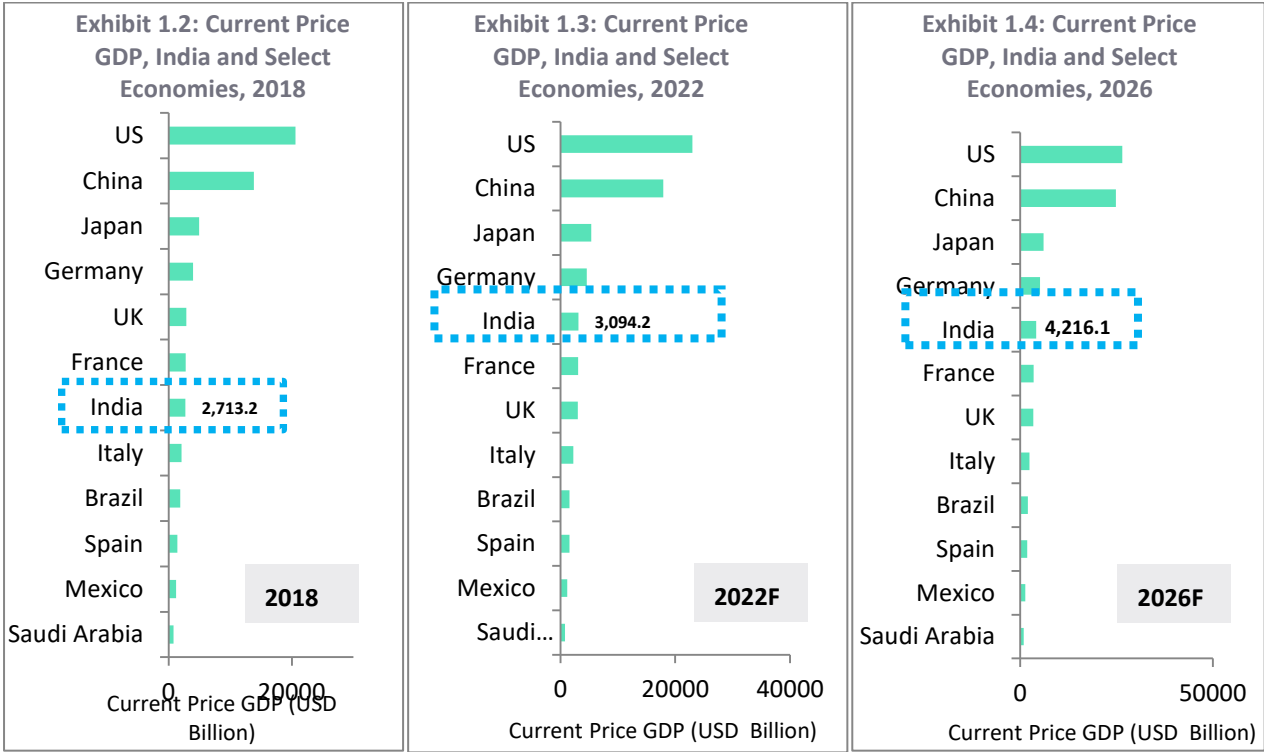 Exhibit 1.2: Current Price
GDP, India and Select
Economies, 2018
US
China
Japan
Germany
UK
France
India 2,713.2
Italy
Brazil
Spain
Mexico
Saudi Arabia
2018
0 20000
Current Price GDP (USD
Billion)
Exhibit 1.3: Current Price
GDP, India and Select
Economies, 2022
US
China
Japan
Germany
India 3,094.2
France
UK
Italy
Brazil
Spain
Mexico
Saudi...
2022F
0 20000 40000
Current Price GDP (USD Billion)
Exhibit 1.4: Current Price
GDP, India and Select
Economies, 2026
US
China
Japan
Germany
India 4,216.1
France
UK
Italy
Brazil
Spain
Mexico
Saudi Arabia
2026F
0 50000
Current Price GDP (USD Billion)